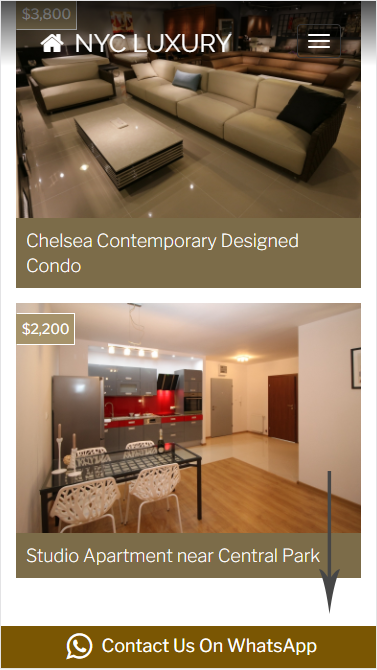 $3,800
NYC LUXURY
Chelsea Contemporary Designed
Condo
$2,200
Studio Apartment near Central Park
Contact Us On WhatsApp